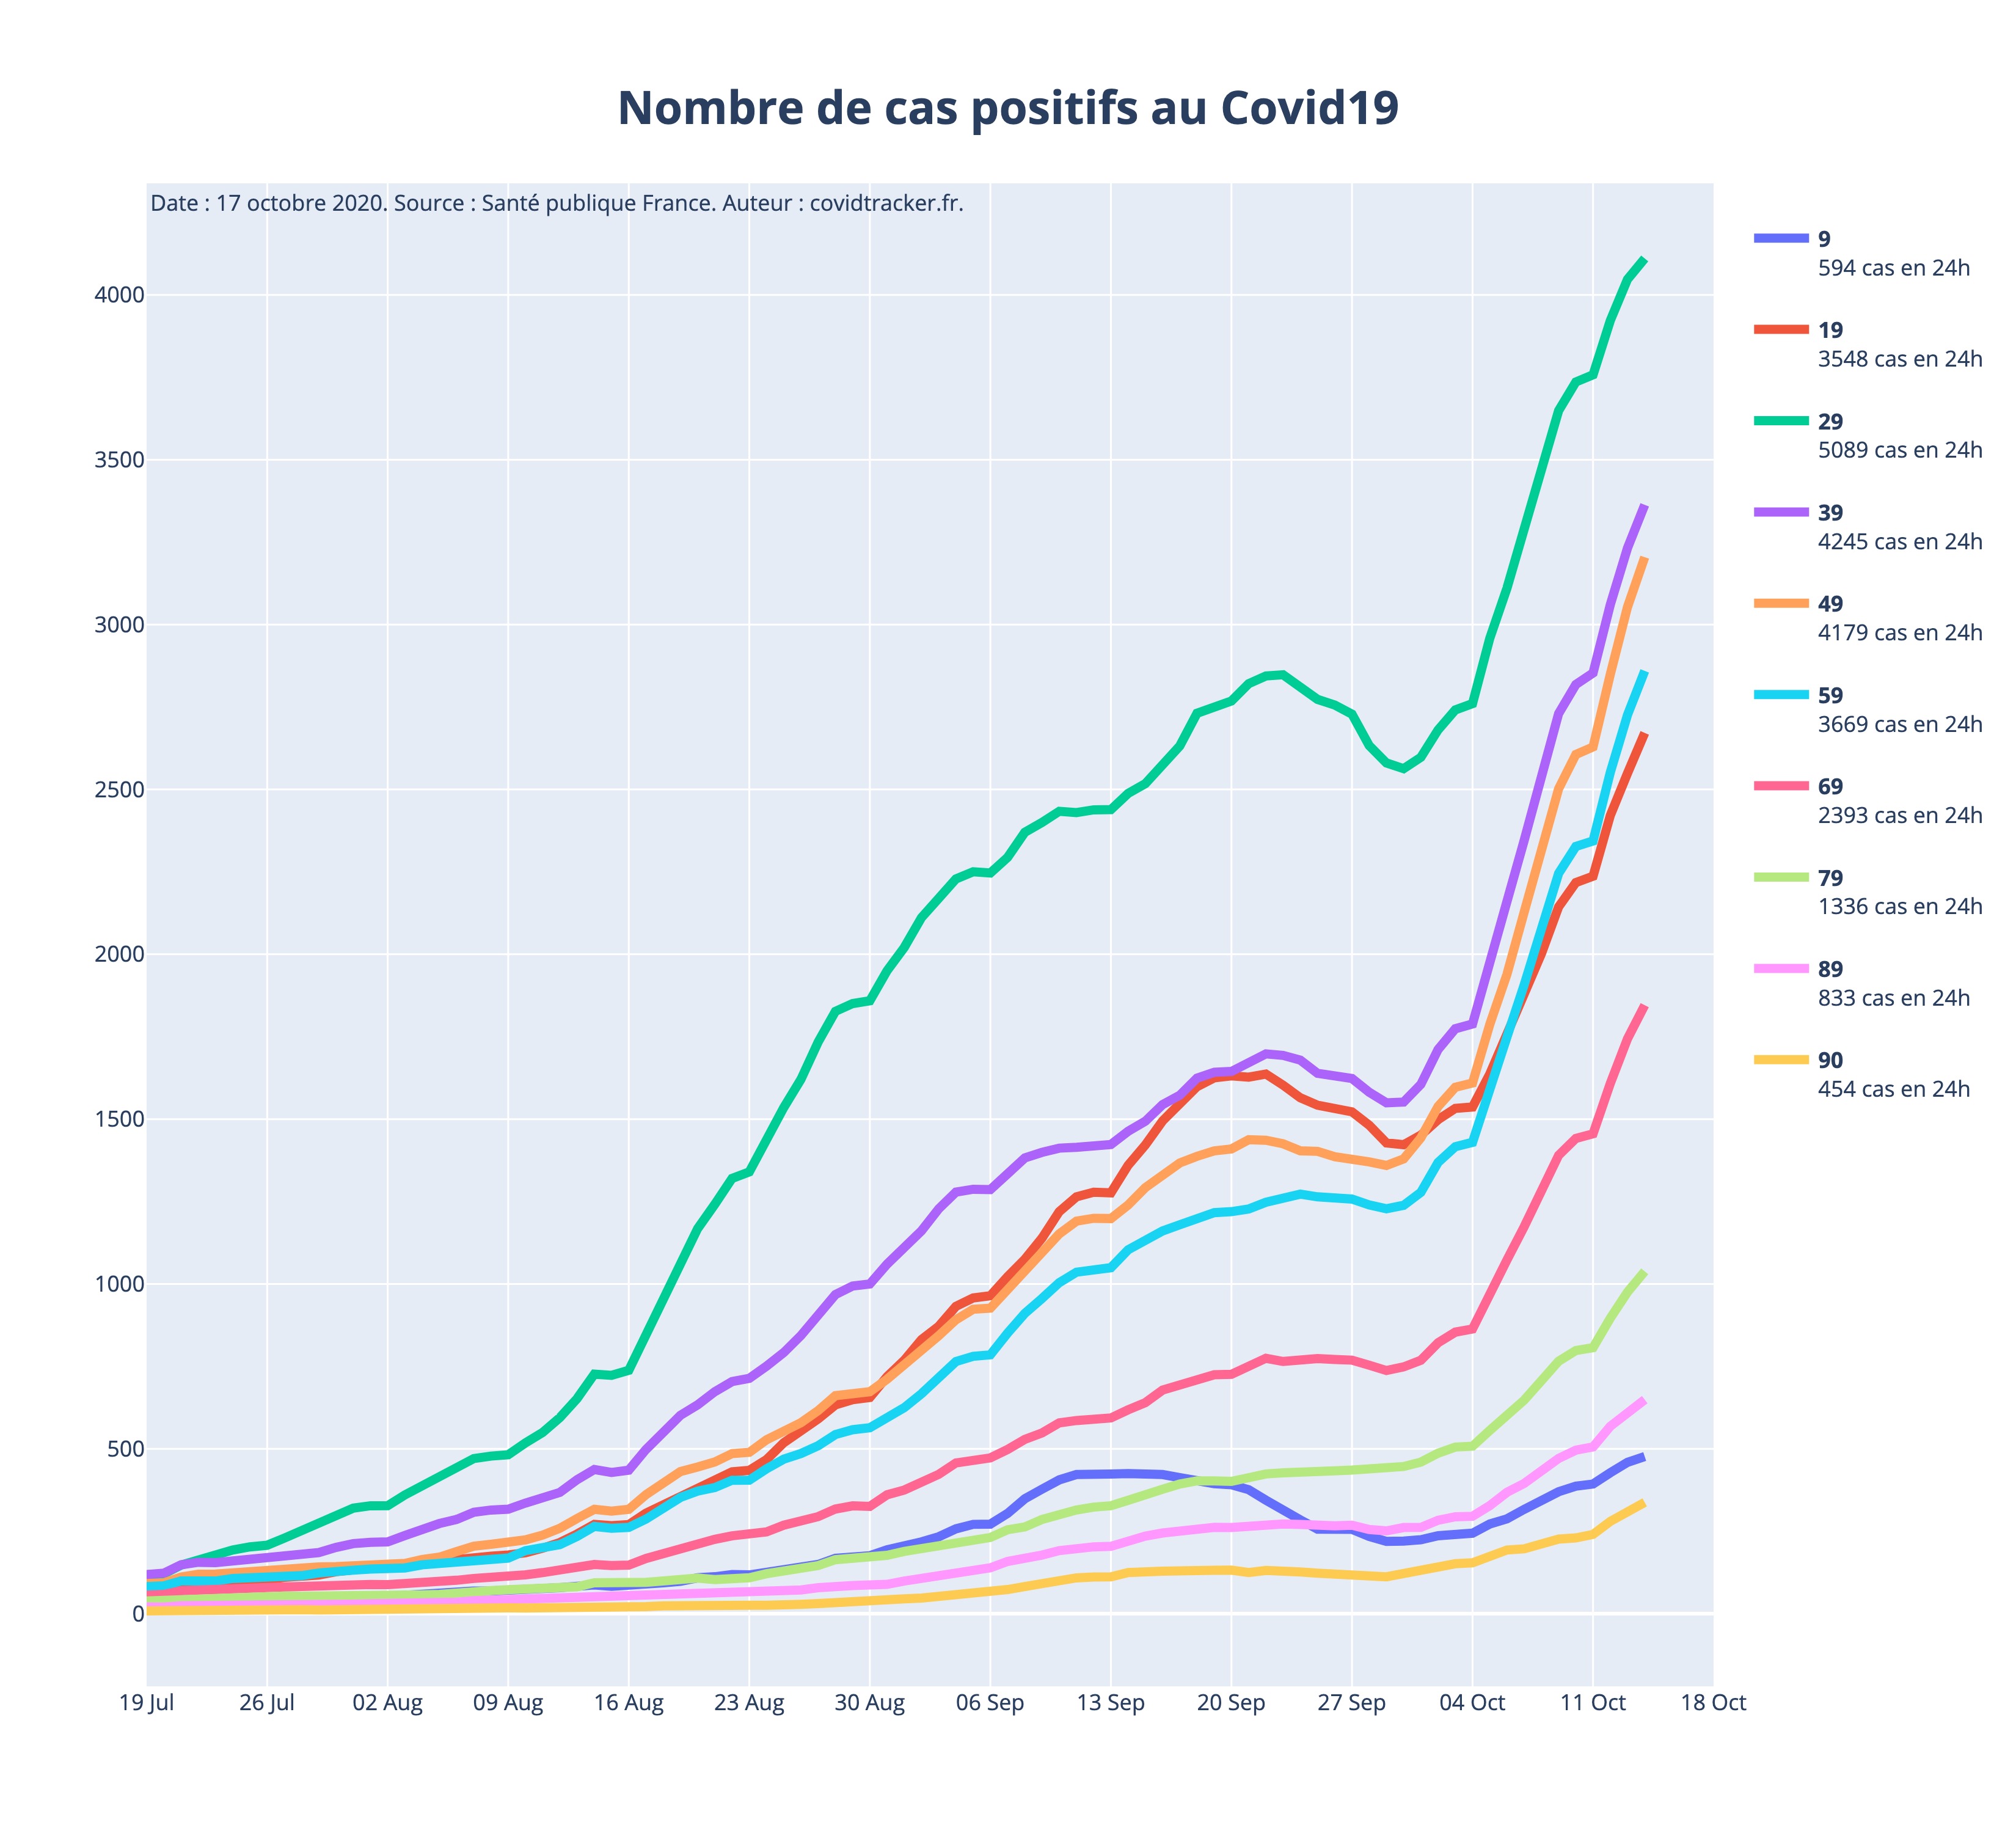 Nombre de cas positifs au Covid19
Date : 17 octobre 2020. Source : Santé publique France. Auteur : covidtracker.fr.
4000
3500
3000
2500
2000
1500
1000
500
0
19 Jul 26 Jul 02 Aug 09 Aug 16 Aug 23 Aug 30 Aug 06 Sep 13 Sep 20 Sep 27 Sep 04 Oct 11 Oct 18 Oct
9
594 cas en 24h
19
3548 cas en 24h
29
5089 cas en 24h
39
4245 cas en 24h
49
4179 cas en 24h
59
3669 cas en 24h
69
2393 cas en 24h
79
1336 cas en 24h
89
833 cas en 24h
90
454 cas en 24h